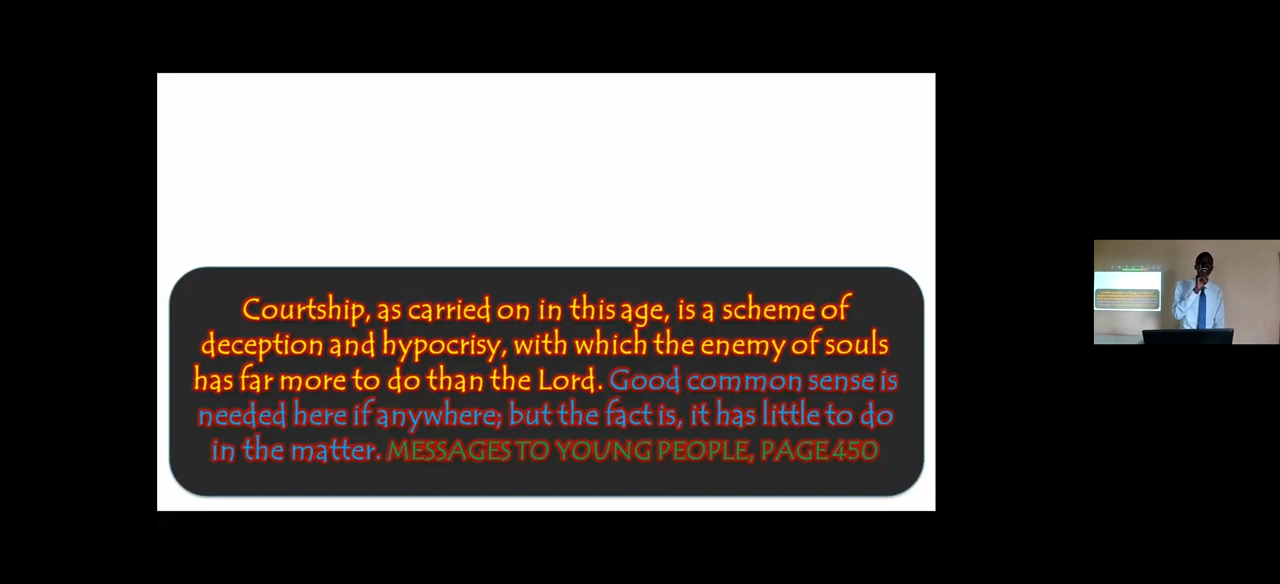 Courtship, as carried on in this age, is a scheme of
deception and hypocrisy, with which the enemy of souls
has far more to do than the Lord. Good common sense is
needed here if anywhere; but the fact is, it has little to do
in the matter. MESSAGES TO YOUNG PEOPLE, PAGE 450